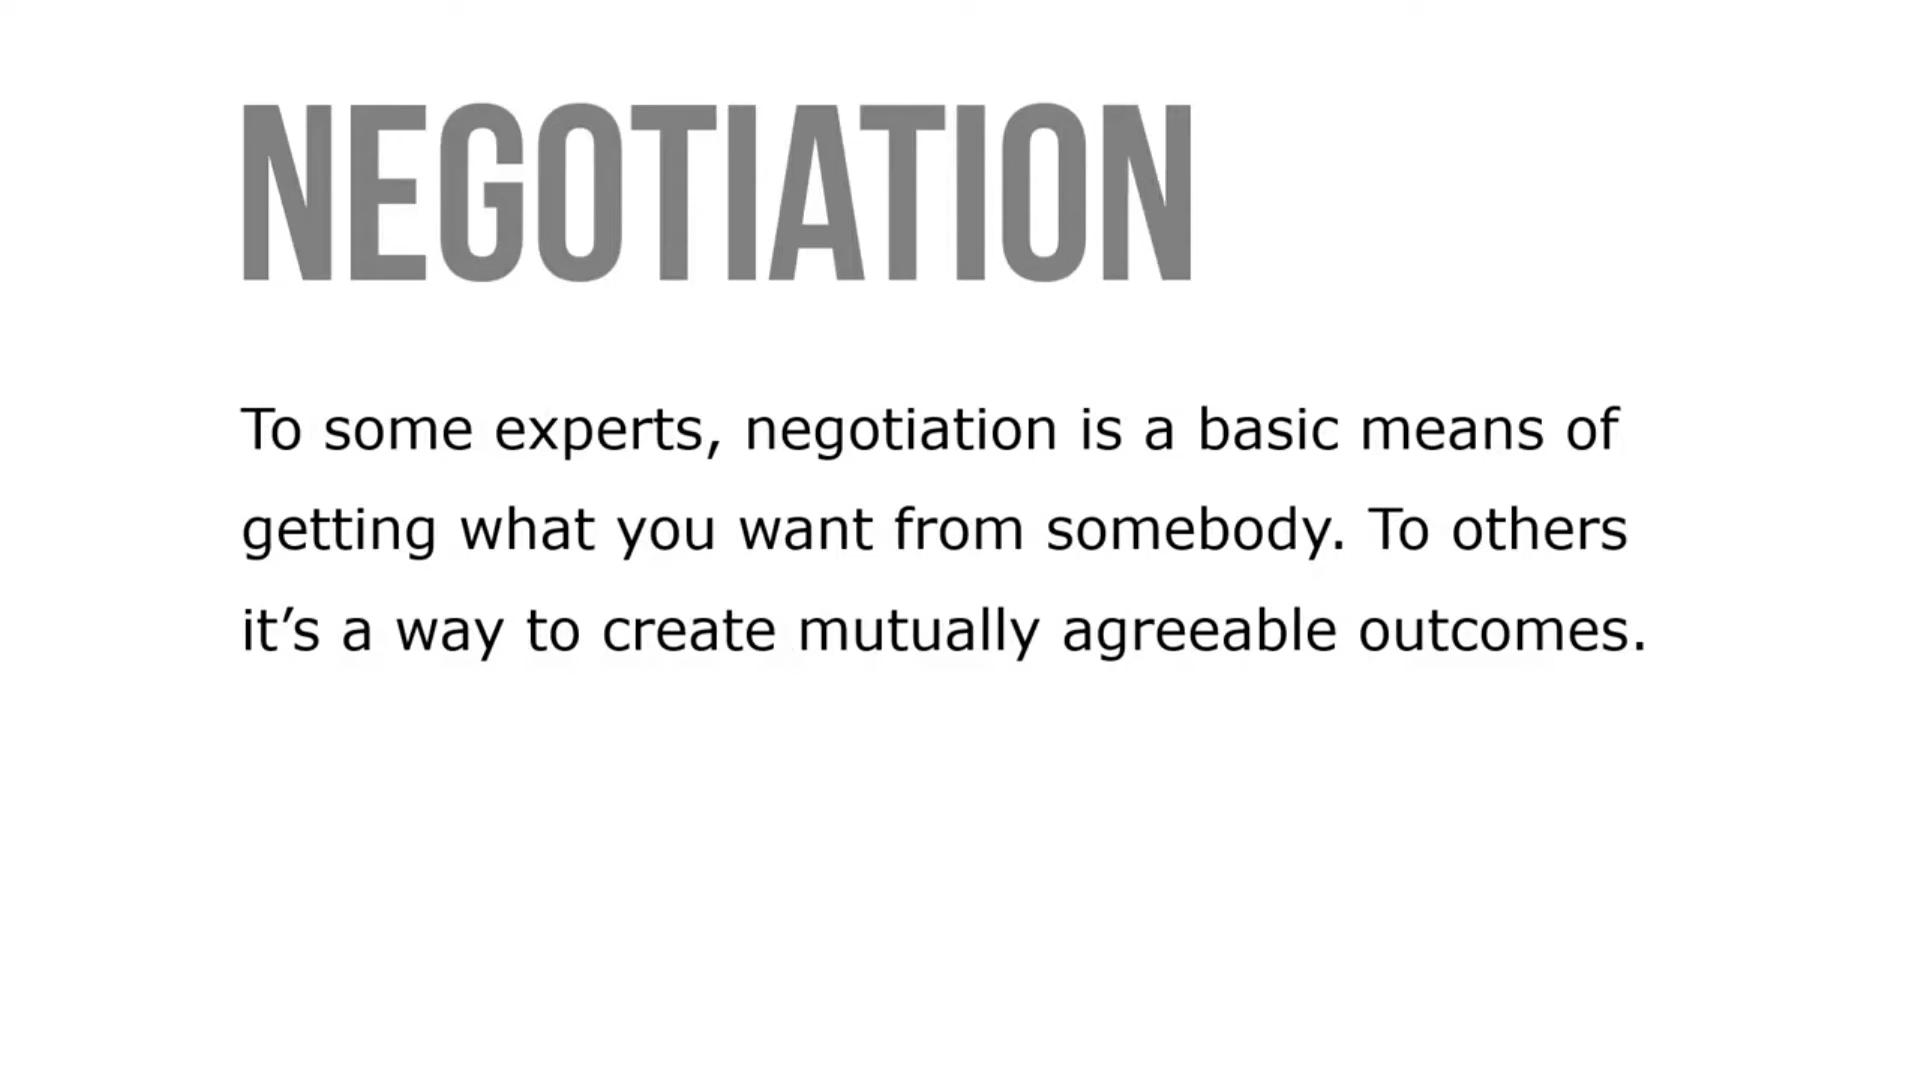 NEGOTIATION
To some experts, negotiation is a basic means of
getting what you want from somebody. To others
it’s a way to create mutually agreeable outcomes.